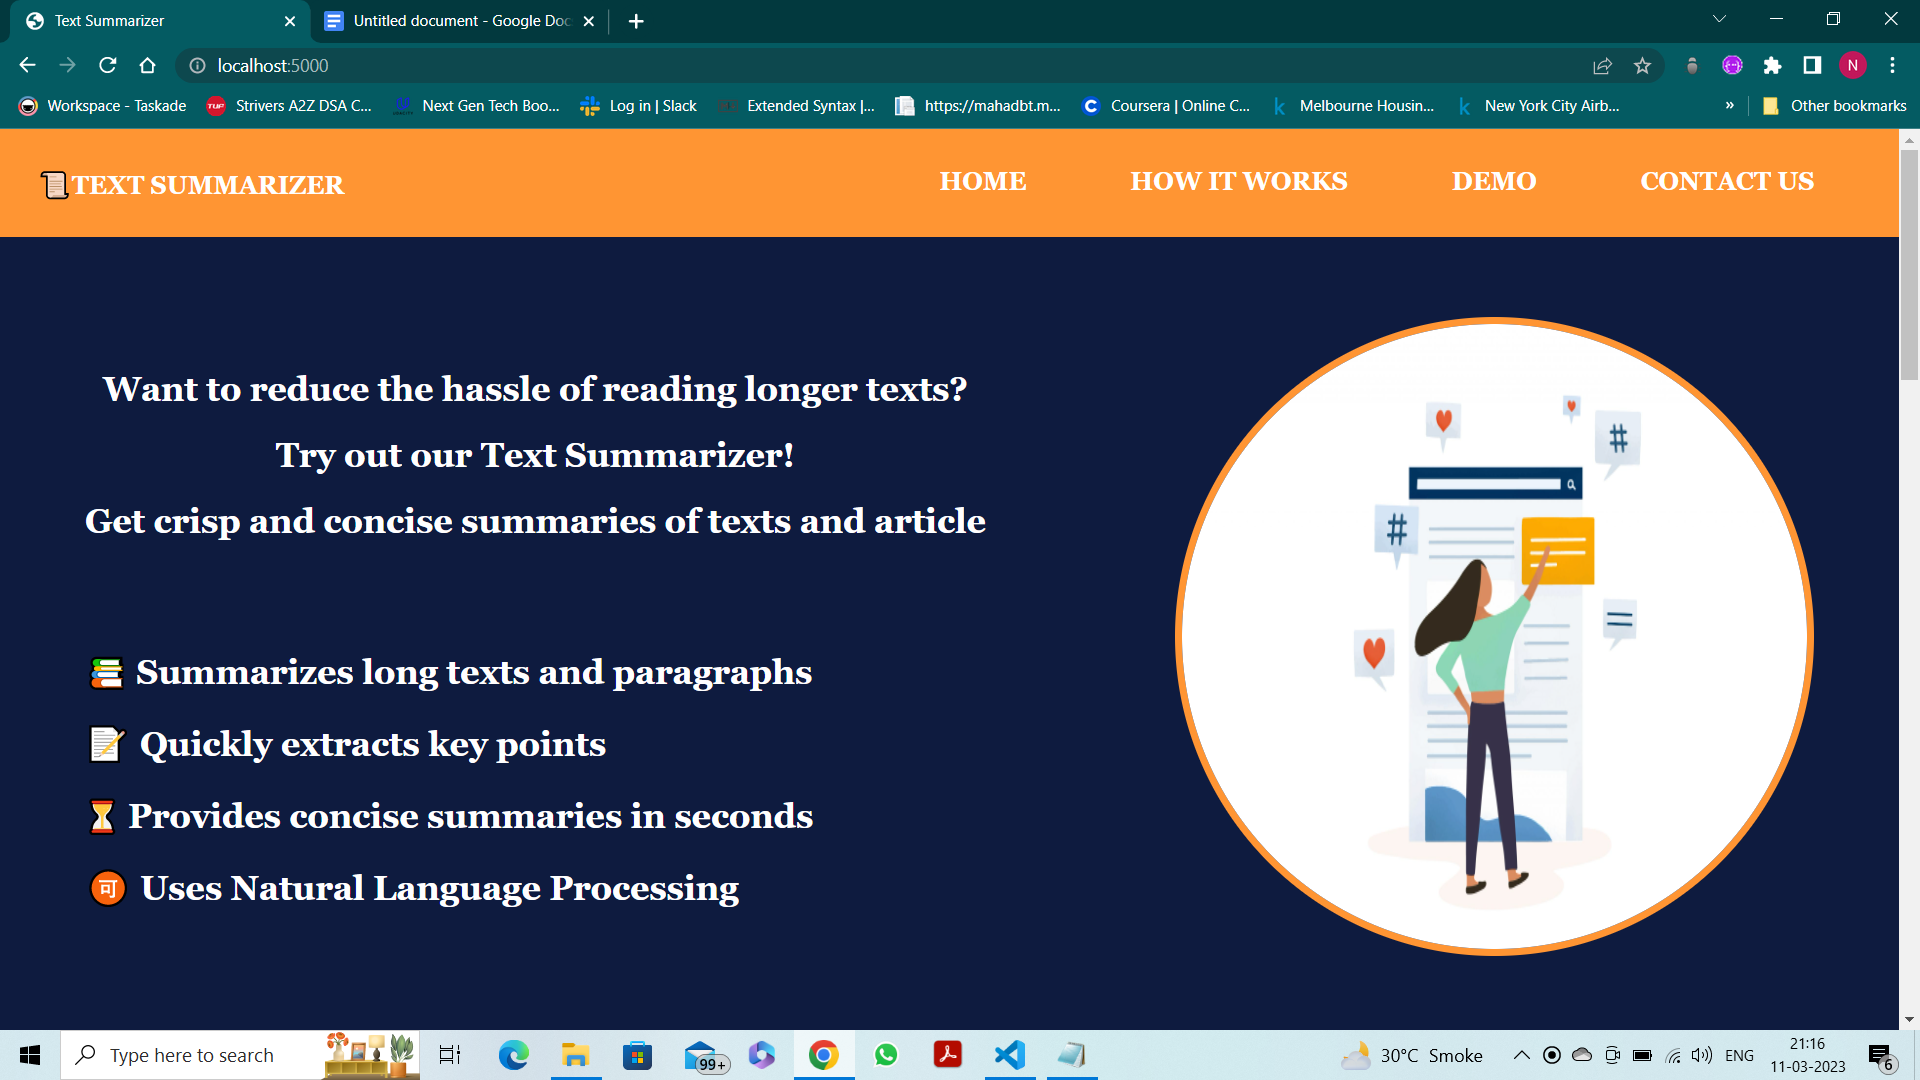 Text Summarizer
Untitled document - Google Doc
localhost:5000
N
Workspace - Taskade
Strivers A2Z DSA C...
Next Gen Tech Boo...
Log in | Slack
Extended Syntax |...
https://mahadbt.m...
Coursera | Online C...
Melbourne Housin...
New York City Airb...
»
Other bookmarks
TEXT SUMMARIZER
HOME
HOW IT WORKS
DEMO
CONTACT US
Want to reduce the hassle of reading longer texts?
Try out our Text Summarizer!
Get crisp and concise summaries of texts and article
#
#
Summarizes long texts and paragraphs
Quickly extracts key points
Provides concise summaries in seconds
可 Uses Natural Language Processing
Type here to search
99+
30°C Smoke
ENG
21:16
11-03-2023
6